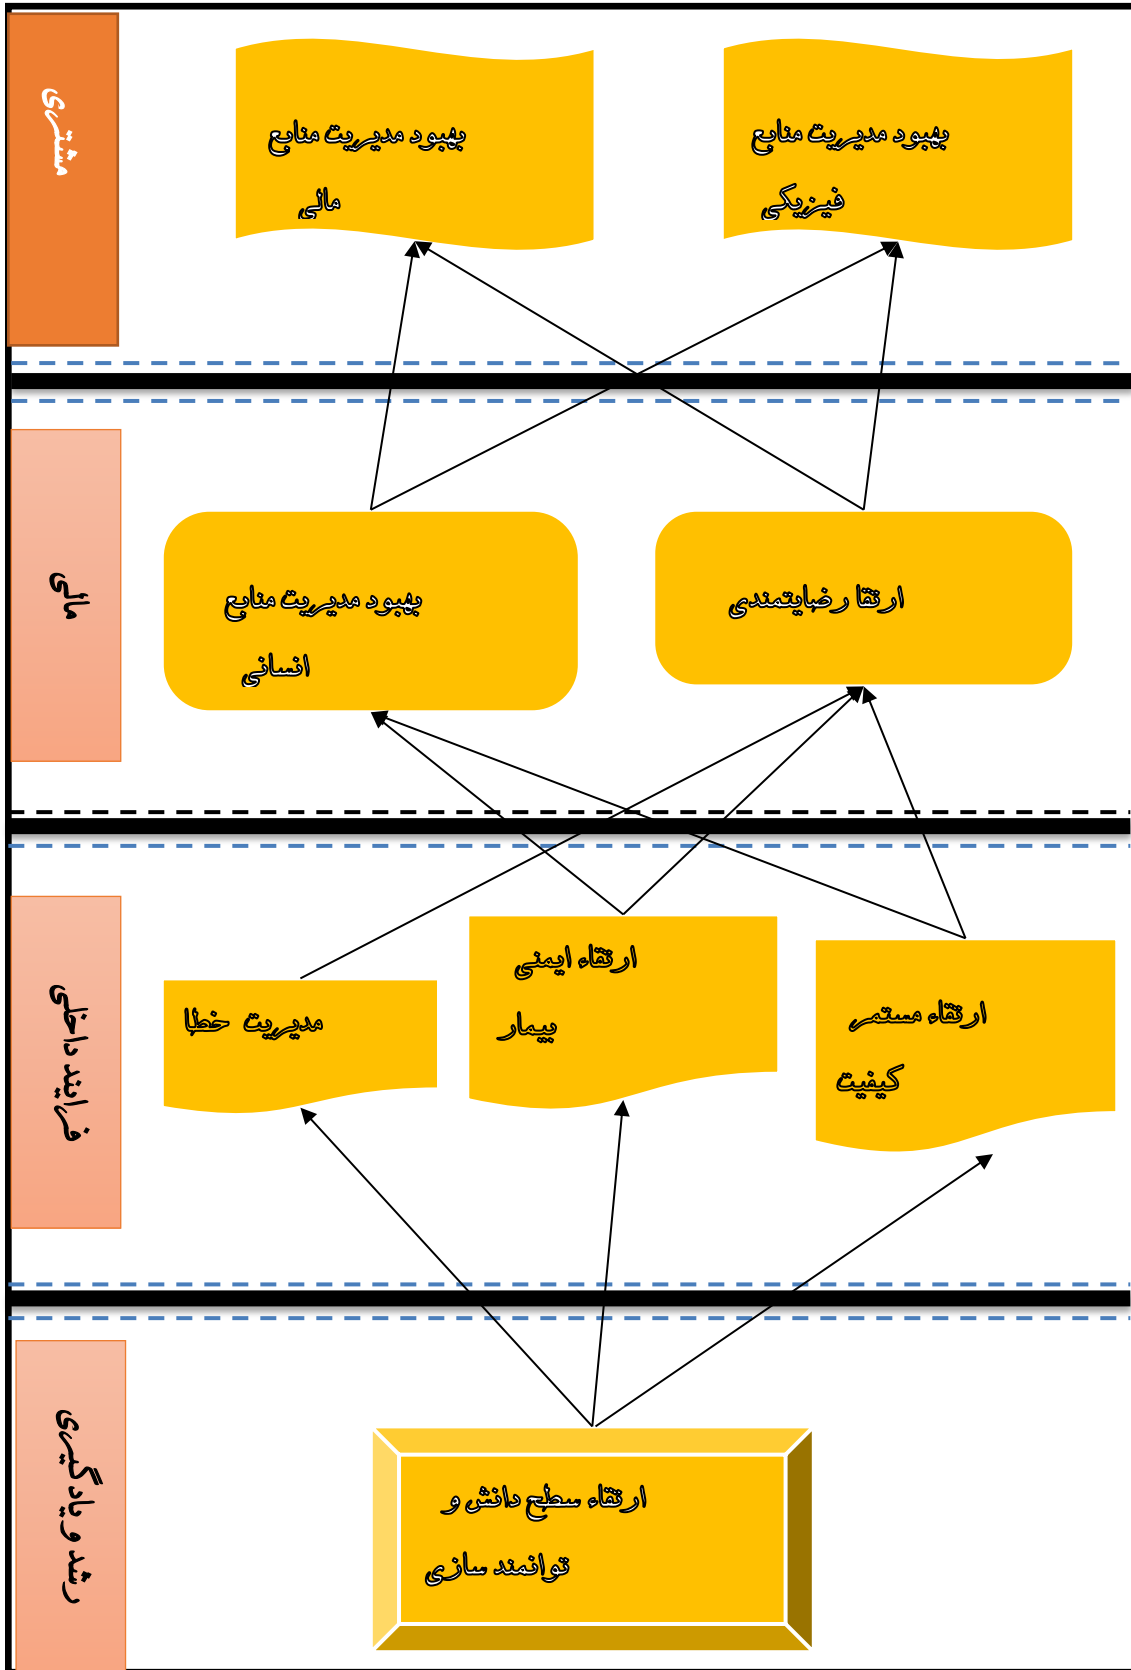 مشتری
بهبود مدیریت منابع
فیزیکی
بهبود مدیریت منابع
مالی
مالی
ارتقا رضایتمندی
بهبود مدیریت منابع
انسانی
فرایند داخلی
ارتقاء مستمر
کیفیت
ارتقاء ایمنی
بیمار
مدیریت خطا
رشد و یادگیری
ارتقاء سطح دانش و
توانمند سازی